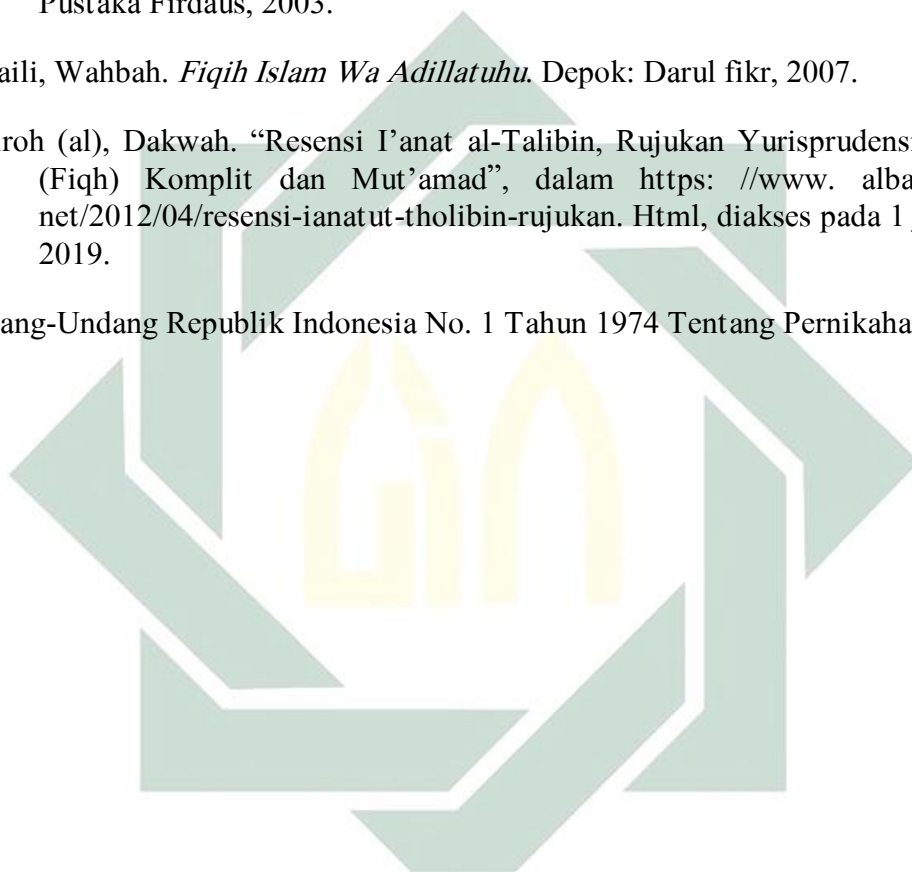 Pustaka Firdaus, 2003.
aili, Wahbah. Fiqih Islam Wa Adillatuhu. Depok: Darul fikr, 2007.
roh (al), Dakwah. “Resensi I’anat al-Talibin, Rujukan Yurisprudensi
(Fiqh) Komplit dan Mut’amad”, dalam https: //www. alba
net/2012/04/resensi-ianatut-tholibin-rujukan. Html, diakses pada 1
2019.
ang-Undang Republik Indonesia No. 1 Tahun 1974 Tentang Pernikaha